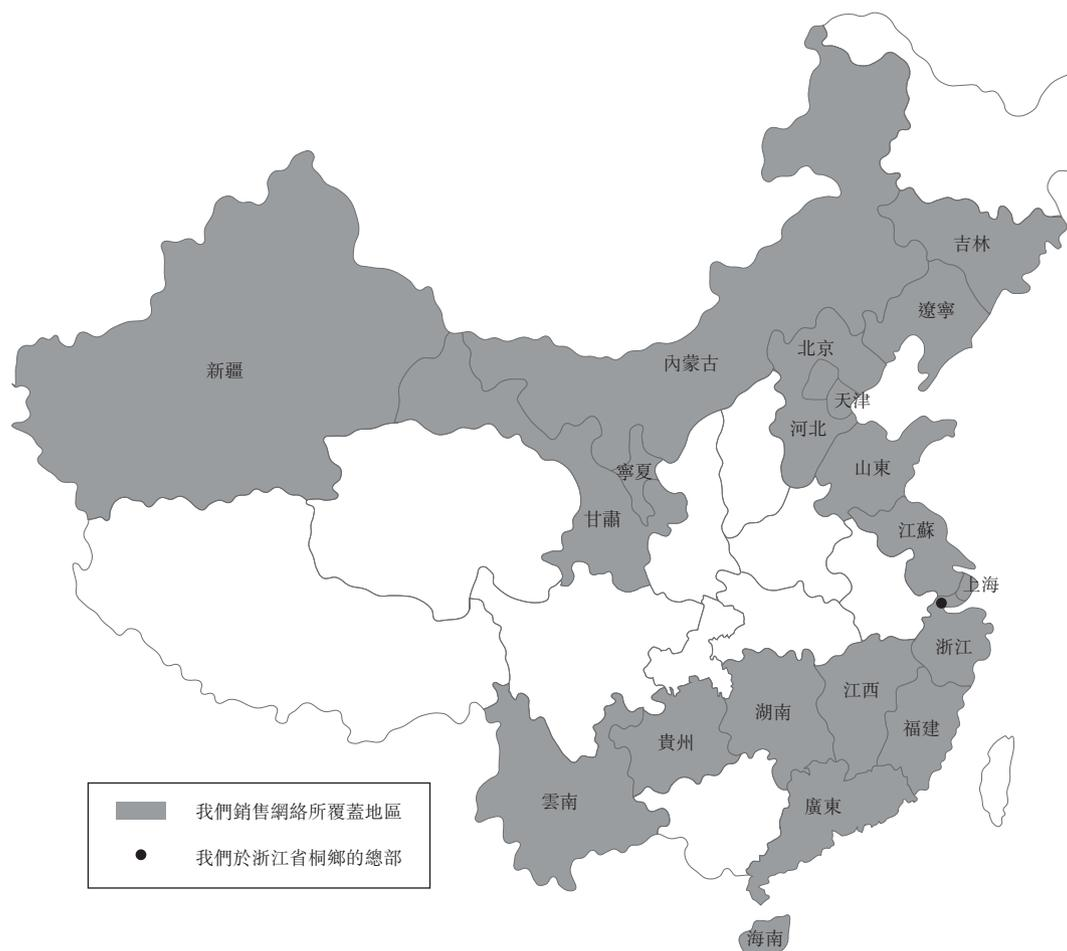 吉林
遼寧
北京
內蒙古
新疆
天津
河北
山東
寧夏
甘肅
江蘇
上海
浙江
江西
湖南
福建
貴州
雲南
廣東
海南
我們銷售網絡所覆蓋地區
我們於浙江省桐鄉的總部